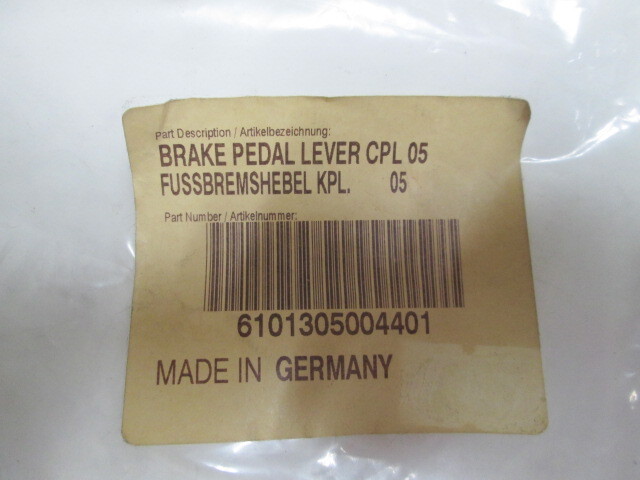 Part Description / Artikelbezeichnung:
BRAKE PEDAL LEVER CPL 05
FUSSBREMSHEBEL KPL. 05
Part Number / Artikelnummer:
6101305004401
MADE IN GERMANY